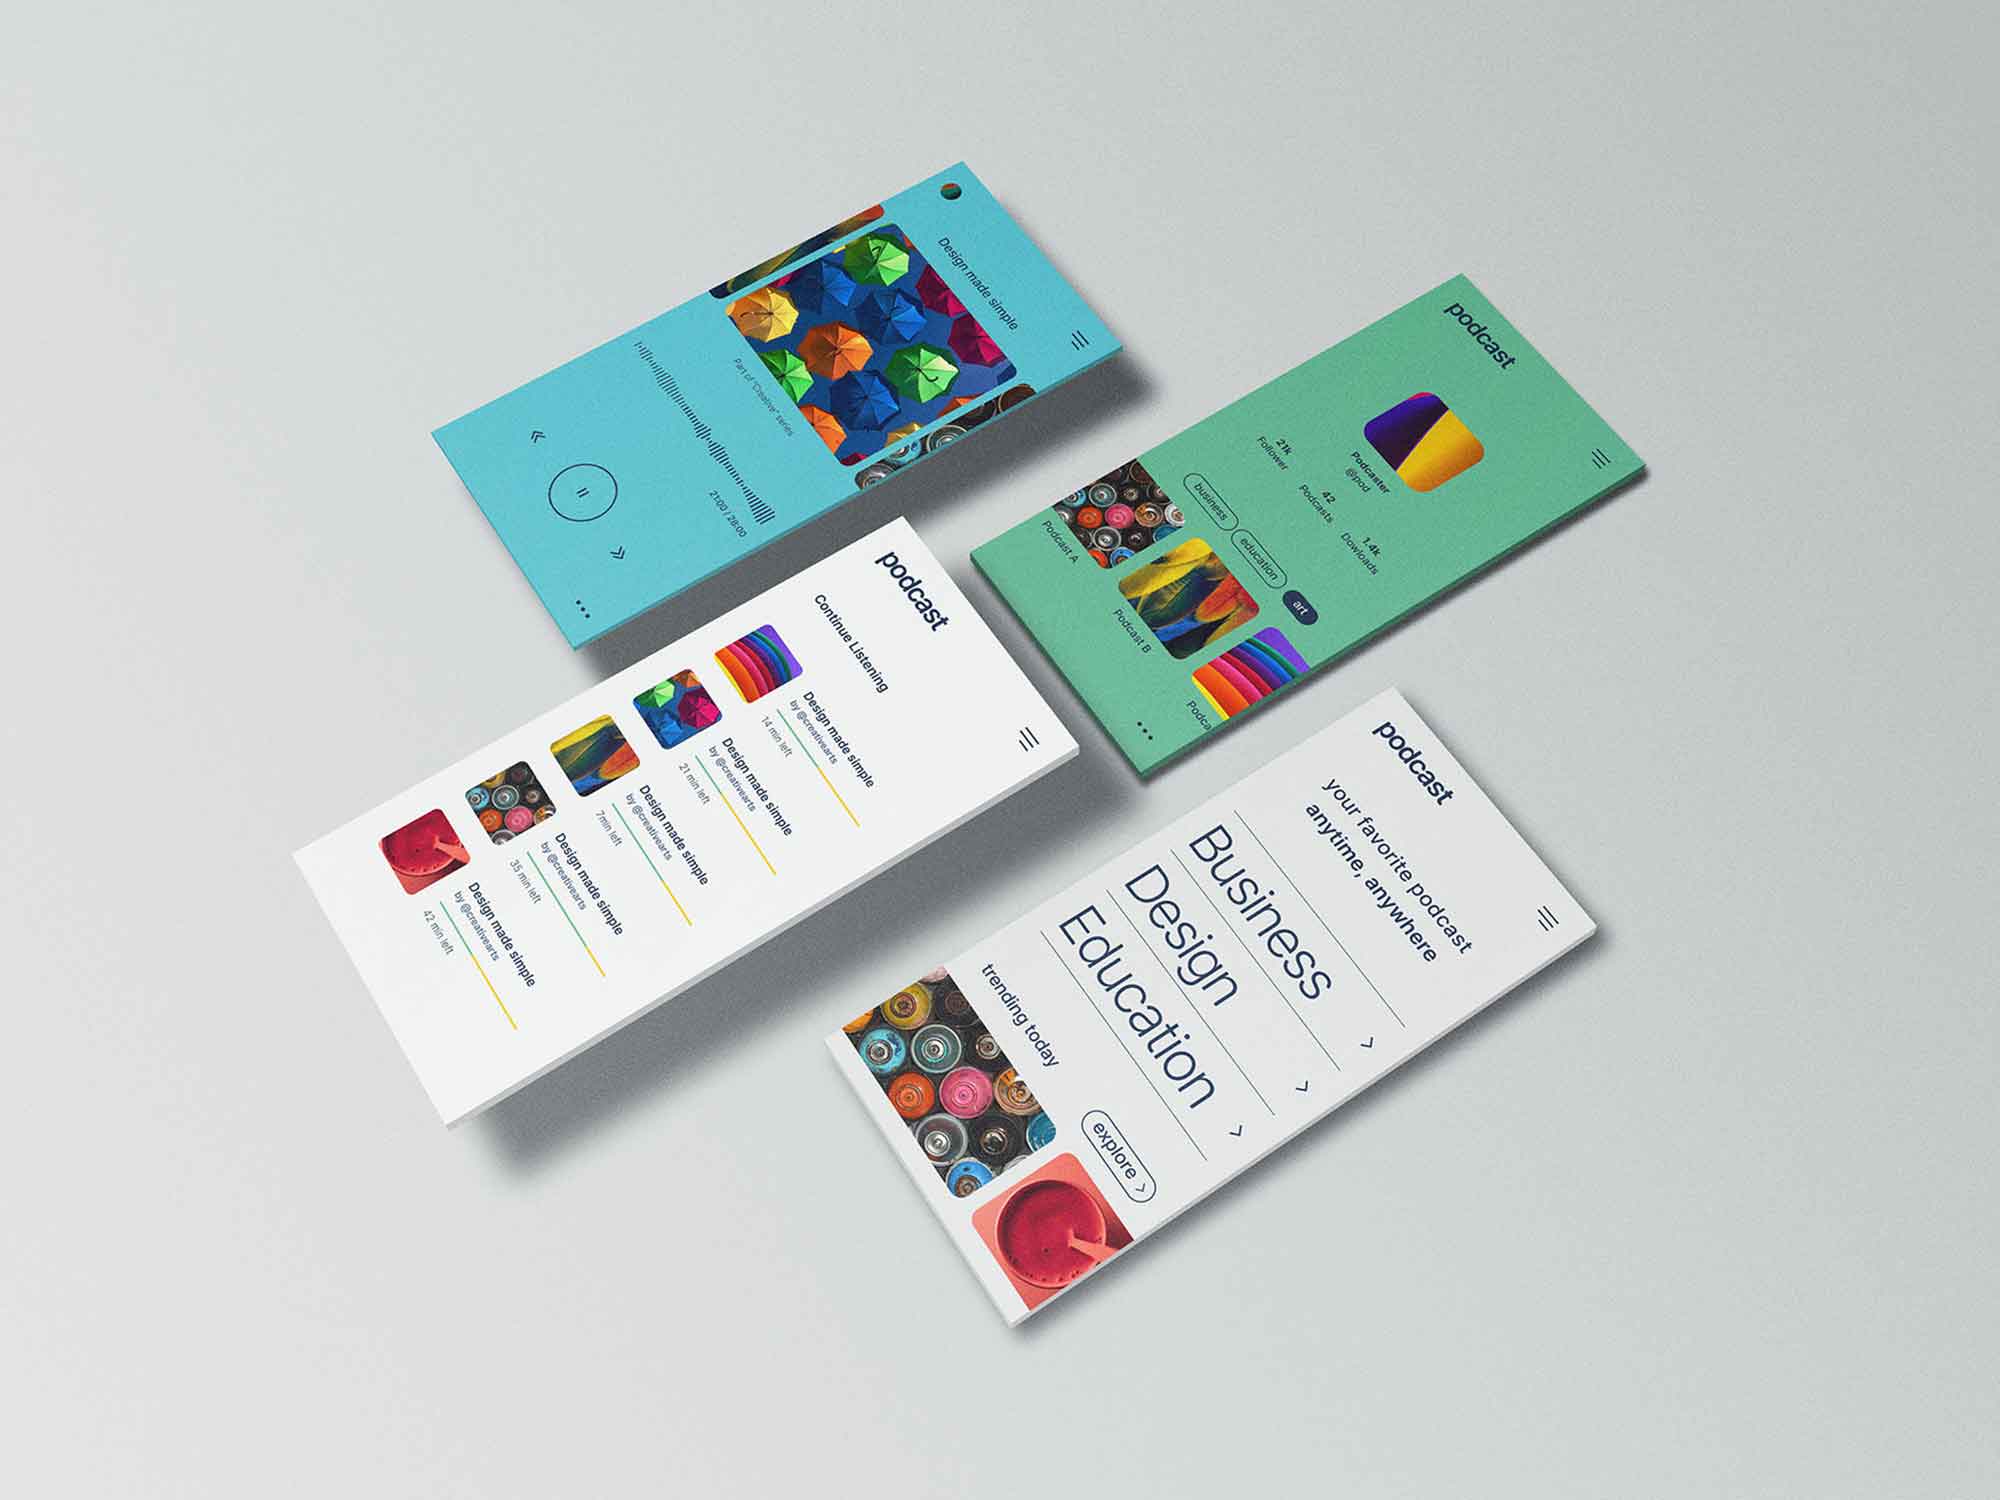 Design made simple
Part of "Creative" series
21:00 / 28:00
podcast
Podcaster
@lpod
21k
Follower
42
Podcasts
1.4k
Dowloads
business
education
art
Podcast A
Podcast B
Podca
podcast
Continue Listening
Design made simple
by @creativearts
14 min left
Design made simple
by @creativearts
21 min left
Design made simple
by @creativearts
7min left
Design made simple
by @creativearts
35 min left
Design made simple
by @creativearts
42 min left
podcast
your favorite podcast
anytime, anywhere
Business
Design
Education
trending today
explore